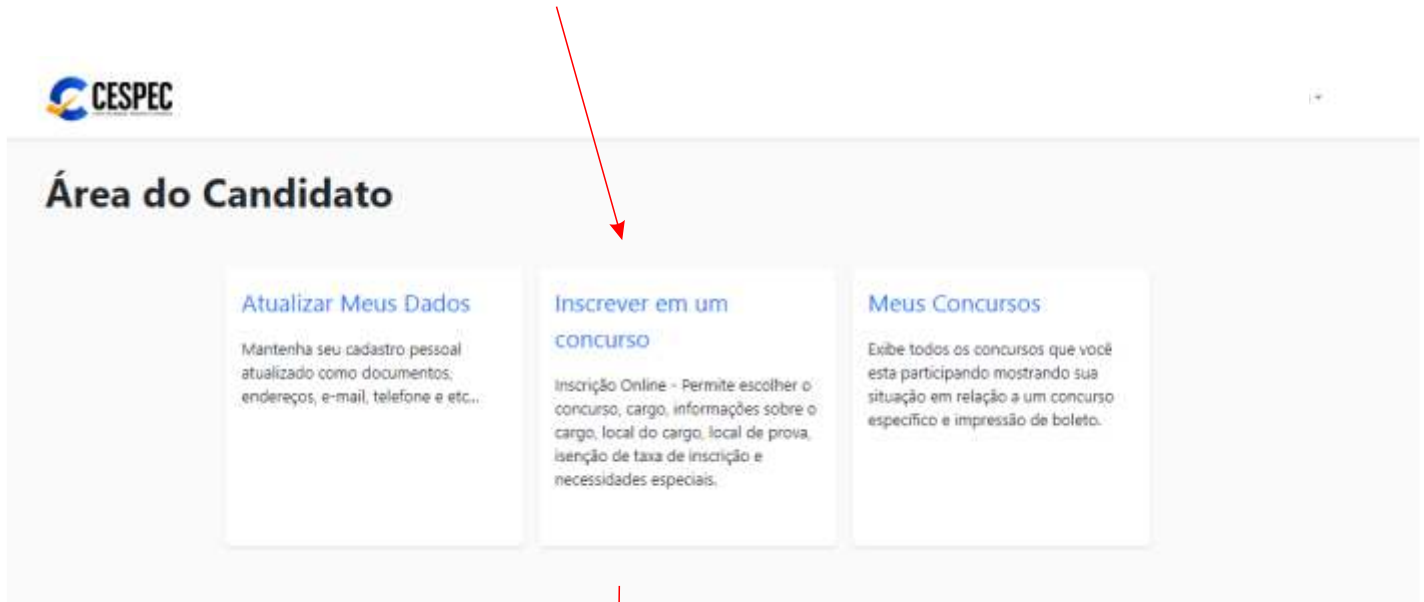 CESPEC
Área do Candidato
Atualizar Meus Dados
Mantenha seu cadastro pessoal
atualizado como documentos,
endereços, e-mail, telefone e etc...
Inscrever em um
concurso
Inscrição Online - Permite escolher o
concurso, cargo, informações sobre o
cargo, local do cargo, local de prova,
isenção de taxa de inscrição e
necessidades especiais.
Meus Concursos
Exibe todos os concursos que você
esta participando mostrando sua
situação em relação a um concurso
específico e impressão de boleto.